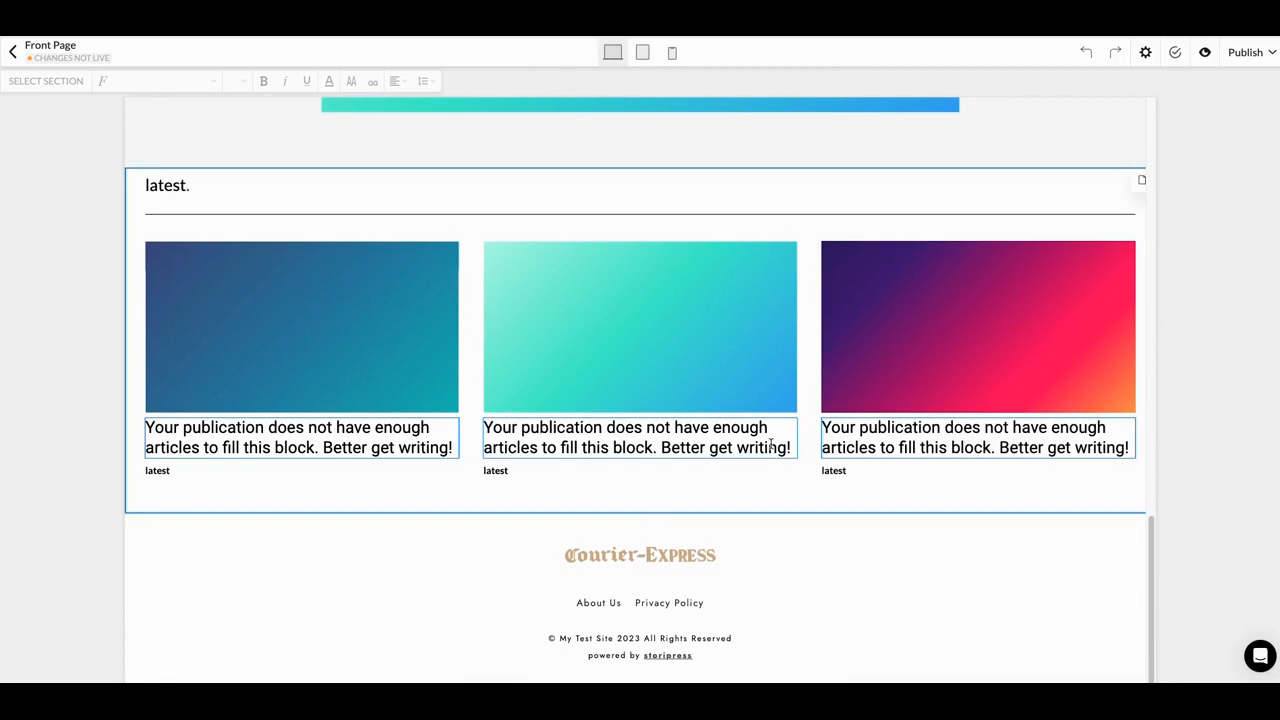 Front Page
CHANGES NOT LIVE
Publish
SELECT SECTION
F
B i U A AA aa
latest.
Your publication does not have enough
articles to fill this block. Better get writing!
latest
Your publication does not have enough
articles to fill this block. Better get writing!
latest
Your publication does not have enough
articles to fill this block. Better get writing!
latest
Courier-Express
About Us Privacy Policy
© My Test Site 2023 All Rights Reserved
powered by storipress